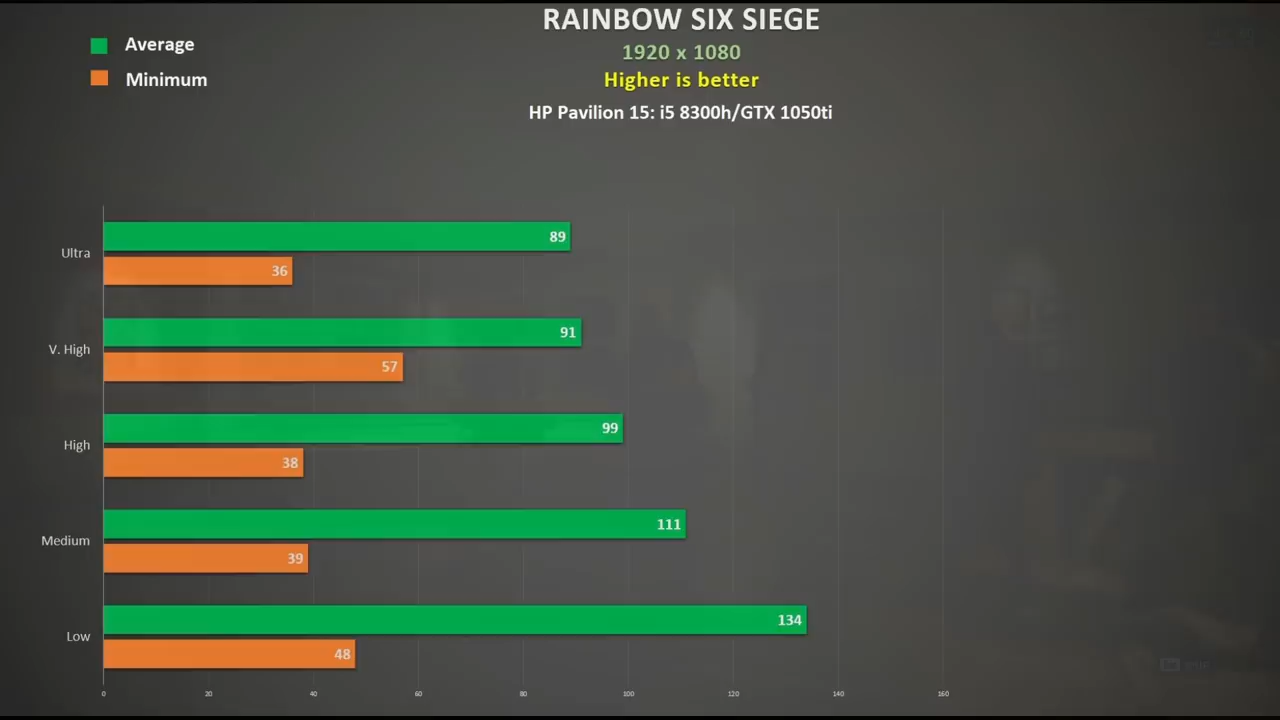 RAINBOW SIX SIEGE
1920 x 1080
Higher is better
HP Pavilion 15: i5 8300h/GTX 1050ti
Average
Minimum
Ultra
89
36
V. High
91
57
High
99
38
Medium
111
39
Low
134
48
0 20 40 60 80 100 120 140 160